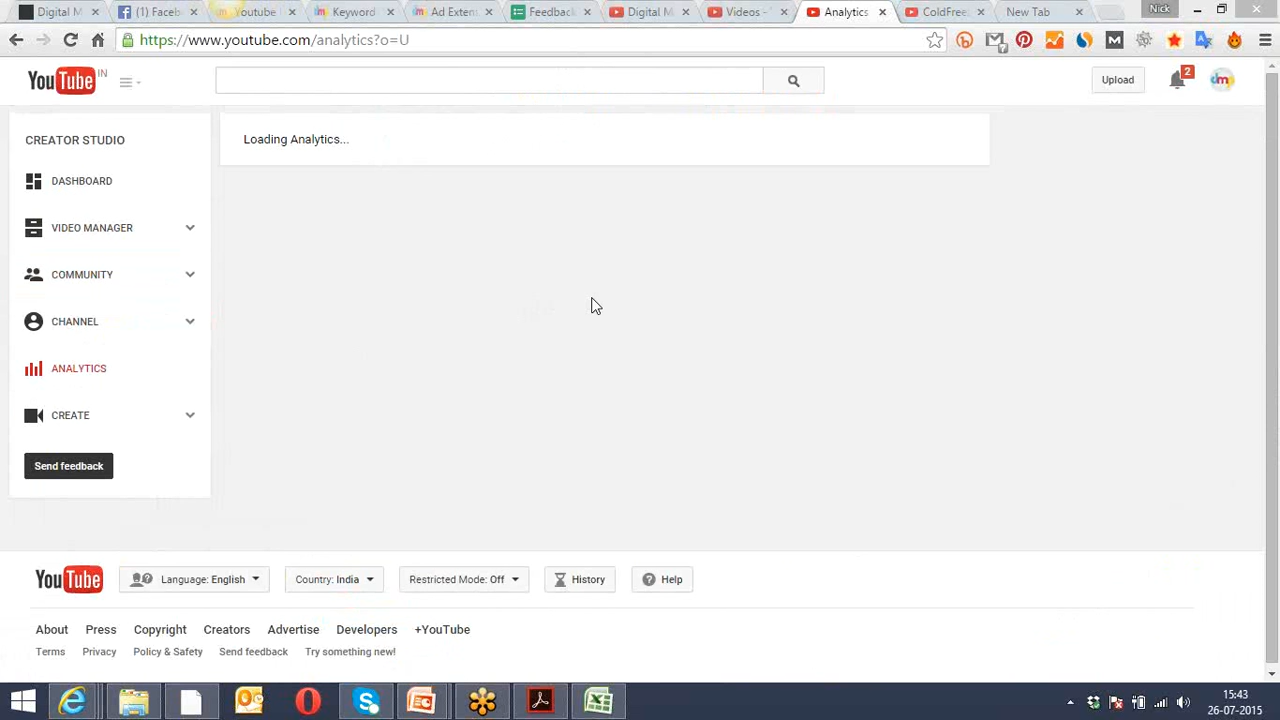 Digital M
(1) Faceb
Youtube
Keyword
Ad Exten
Feedback
Digital M
Videos -
Analytics
ColdFree
New Tab
Nick
https://www.youtube.com/analytics?o=U
YouTube IN
Upload
2
dm
CREATOR STUDIO
Loading Analytics...
DASHBOARD
VIDEO MANAGER
COMMUNITY
CHANNEL
ANALYTICS
CREATE
Send feedback
YouTube
Language: English
Country: India
Restricted Mode: Off
History
Help
About Press Copyright Creators Advertise Developers +YouTube
Terms Privacy Policy & Safety Send feedback Try something new!
15:43
26-07-2015